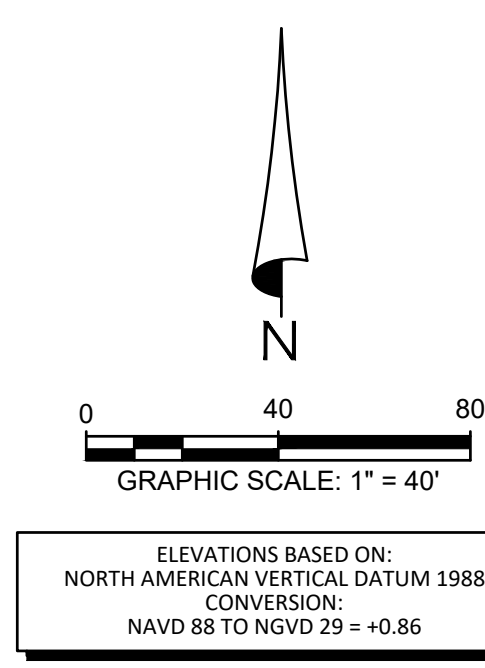 N
0 40 80
GRAPHIC SCALE: 1" = 40'
ELEVATIONS BASED ON:
NORTH AMERICAN VERTICAL DATUM 1988
CONVERSION:
NAVD 88 TO NGVD 29 = +0.86